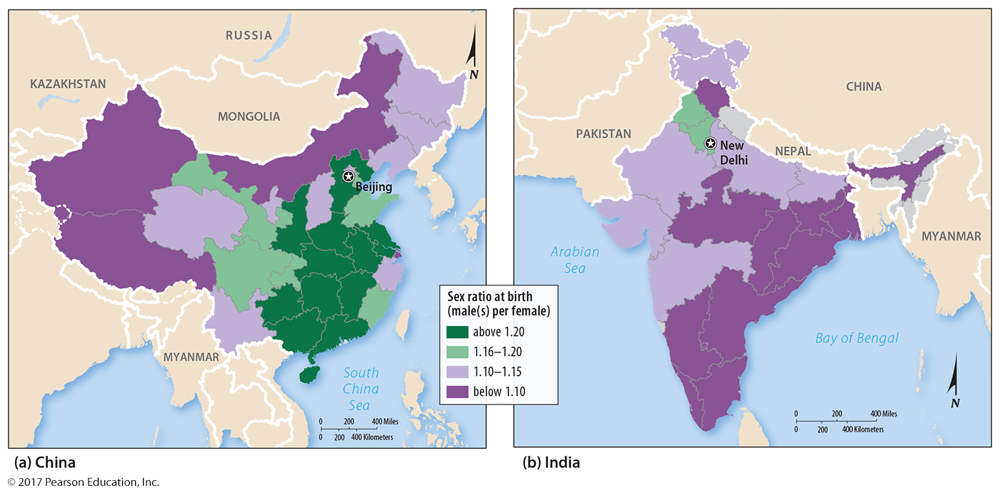 RUSSIA
KAZAKHSTAN
MONGOLIA
N
Beijing
MYANMAR
South
China
Sea
0 200 400 Miles
0 200 400 Kilometers
CHINA
PAKISTAN
New
Delhi
NEPAL
MYANMAR
Arabian
Sea
Bay of Bengal
N
0 200 400 Miles
0 200 400 Kilometers
Sex ratio at birth
(male(s) per female)
above 1.20
1.16–1.20
1.10–1.15
below 1.10
(a) China
(b) India
© 2017 Pearson Education, Inc.